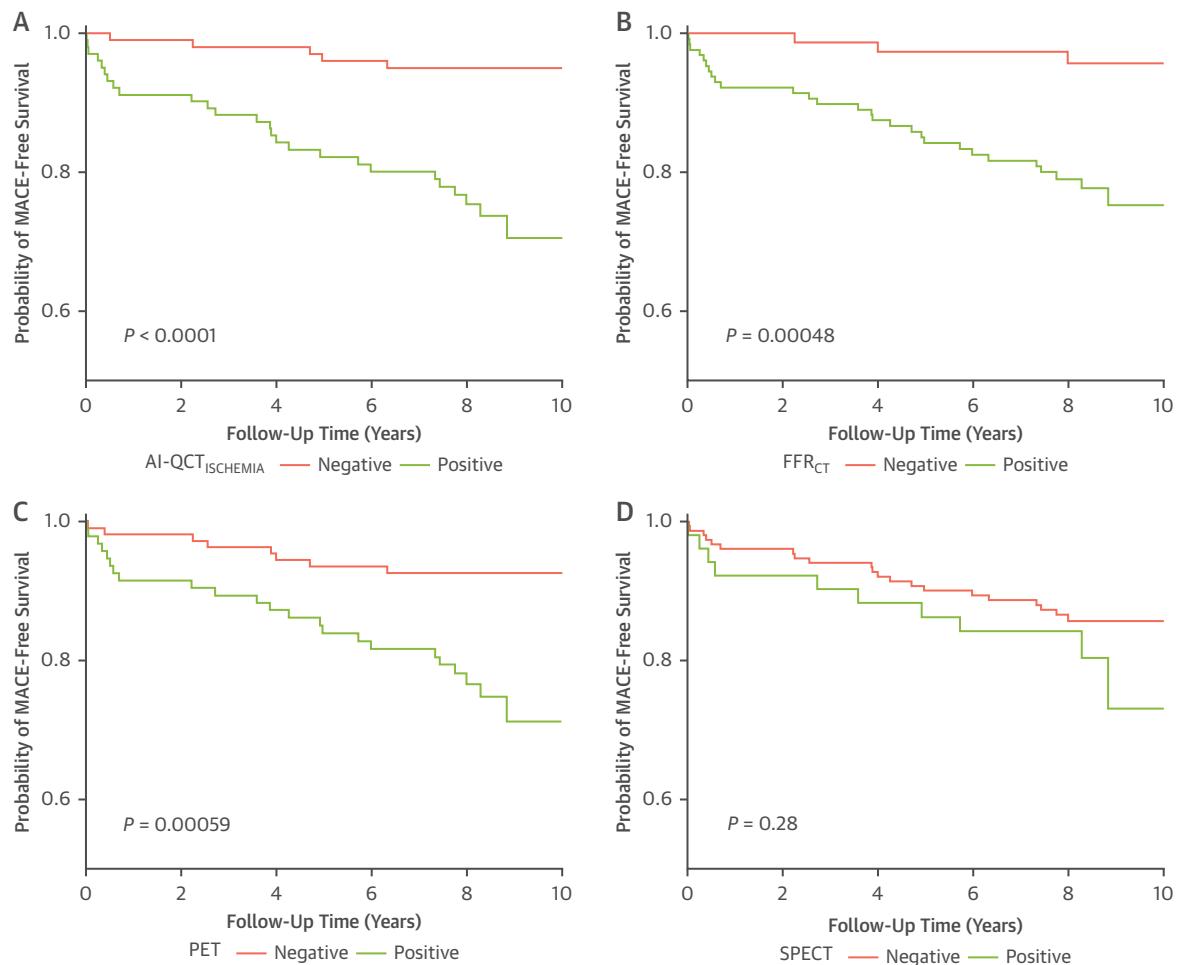 A
Probability of MACE-Free Survival
1.0
0.8
0.6
P < 0.0001
0 2 4 6 8 10
Follow-Up Time (Years)
AI-QCT_ISCHEMIA Negative Positive
B
Probability of MACE-Free Survival
1.0
0.8
0.6
P = 0.00048
0 2 4 6 8 10
Follow-Up Time (Years)
FFR_CT Negative Positive
C
Probability of MACE-Free Survival
1.0
0.8
0.6
P = 0.00059
0 2 4 6 8 10
Follow-Up Time (Years)
PET Negative Positive
D
Probability of MACE-Free Survival
1.0
0.8
0.6
P = 0.28
0 2 4 6 8 10
Follow-Up Time (Years)
SPECT Negative Positive